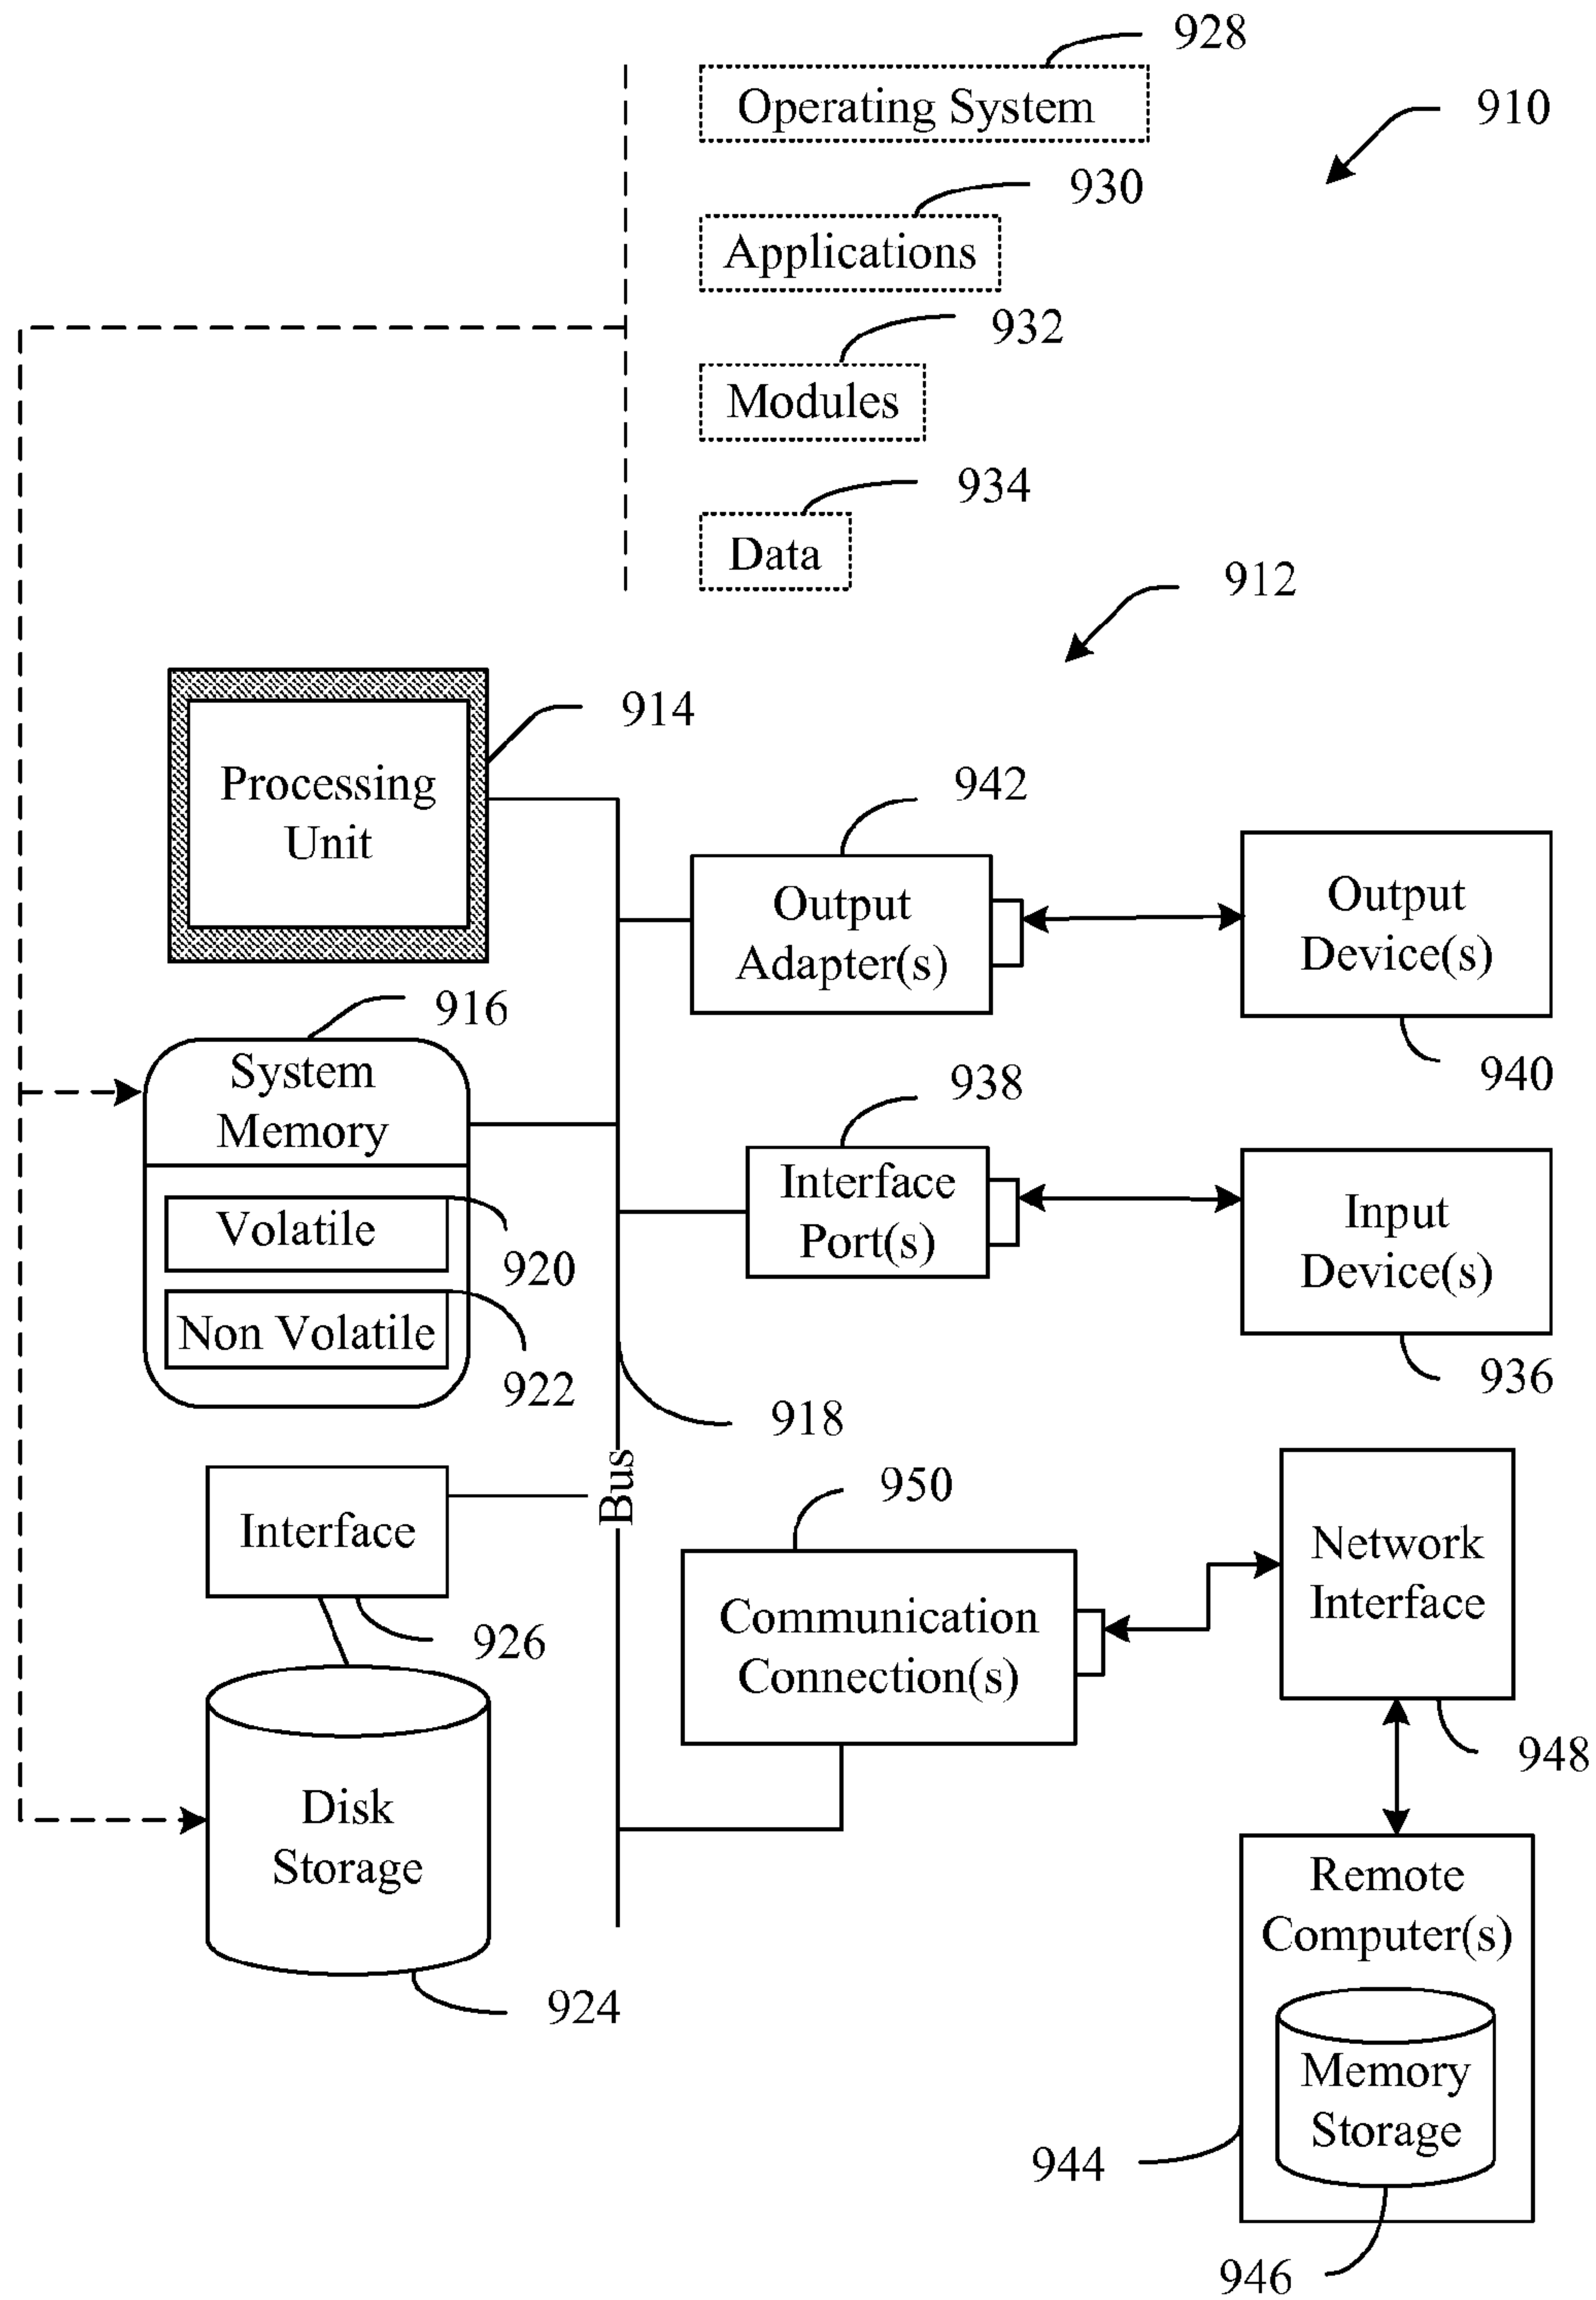 928
Operating System
910
930
Applications
932
Modules
934
Data
912
914
Processing
Unit
942
Output
Adapter(s)
Output
Device(s)
940
916
System
Memory
938
Interface
Port(s)
Input
Device(s)
936
Volatile
920
Non Volatile
922
918
Bus
Interface
926
950
Communication
Connection(s)
Network
Interface
948
Disk
Storage
924
Remote
Computer(s)
Memory
Storage
944
946